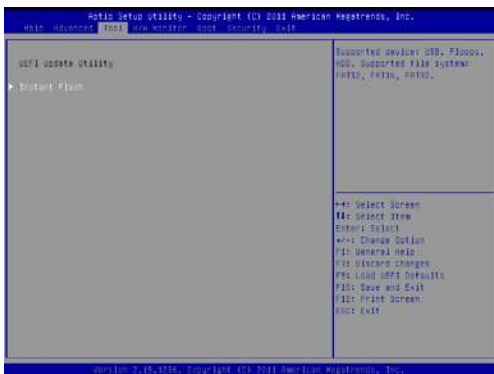 Aptio Setup Utility - Copyright (C) 2011 American Megatrends, Inc.
Main Advanced Tool H/W Monitor Boot Security Exit
UEFI Update Utility
Instant Flash
Supported device: USB, Floppy,
HDD. Supported file system:
FAT12, FAT16, FAT32.
→←: Select Screen
↑↓: Select Item
Enter: Select
+/-: Change Option
F1: General Help
F7: Discard Changes
F9: Load UEFI Defaults
F10: Save and Exit
F12: Print Screen
ESC: Exit
Version 2.15.1236. Copyright (C) 2011 American Megatrends, Inc.